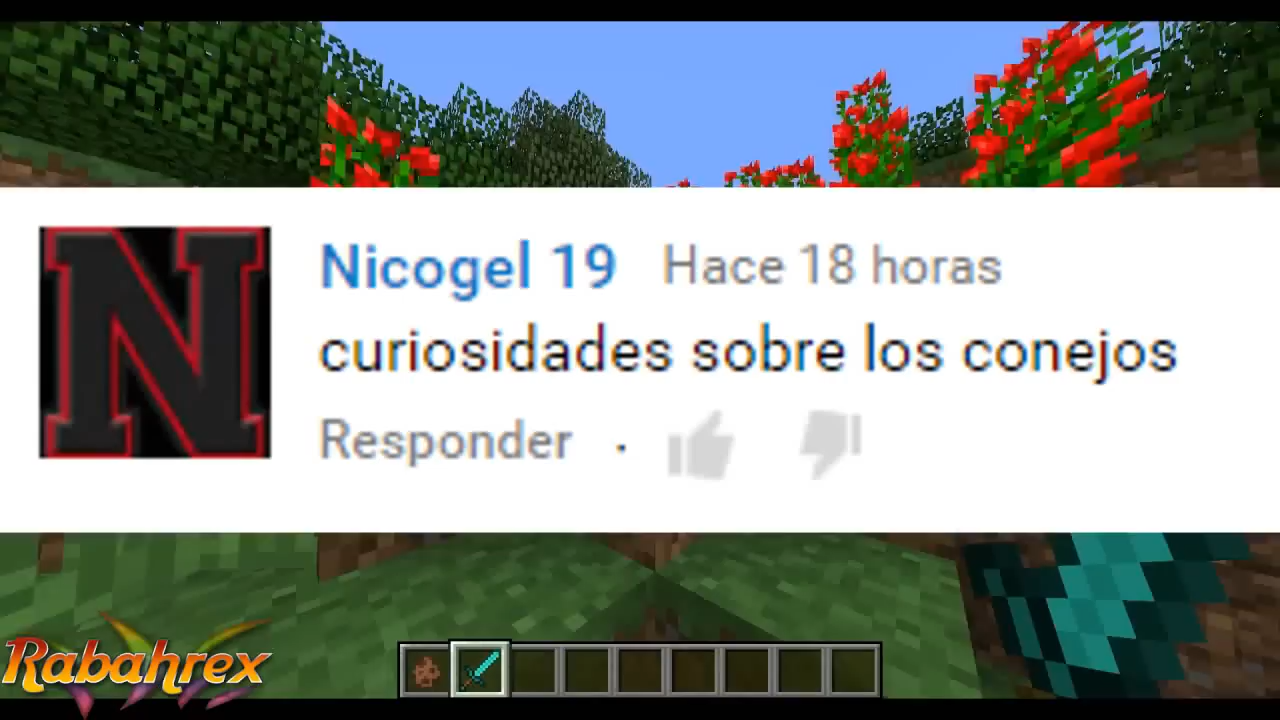 Nicogel 19 Hace 18 horas
curiosidades sobre los conejos
Responder ·
Rabahrex